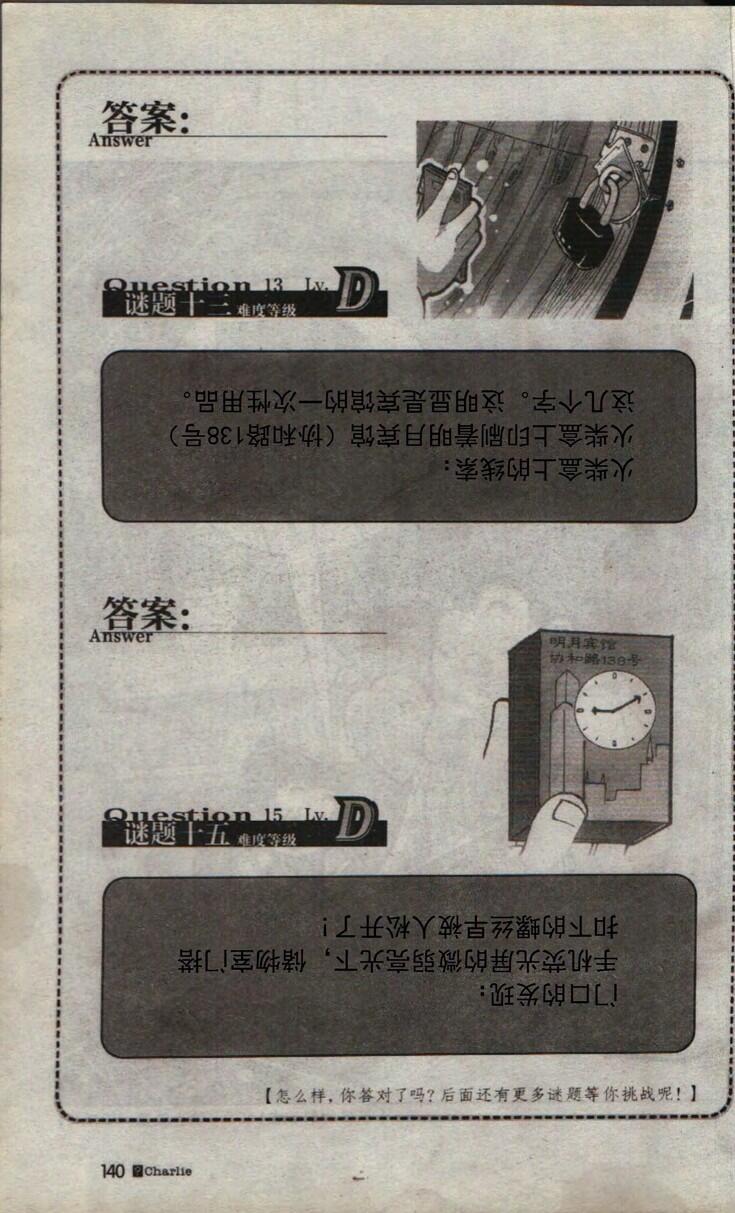 答案：
Answer
Question 13 Lv. D
谜题十三 难度等级
火柴盒上的线索：
火柴盒上印刷着明月宾馆（协和路138号）
这几个字。这明显是宾馆的一次性用品。
答案：
Answer
明月宾馆
协和路138号
Question 15 Lv. D
谜题十五 难度等级
门口的发现：
手机荧光屏的微弱亮光下，储物室门搭
扣下的螺丝早被人松开了！
【怎么样，你答对了吗？后面还有更多谜题等你挑战呢！】
140 ?Charlie